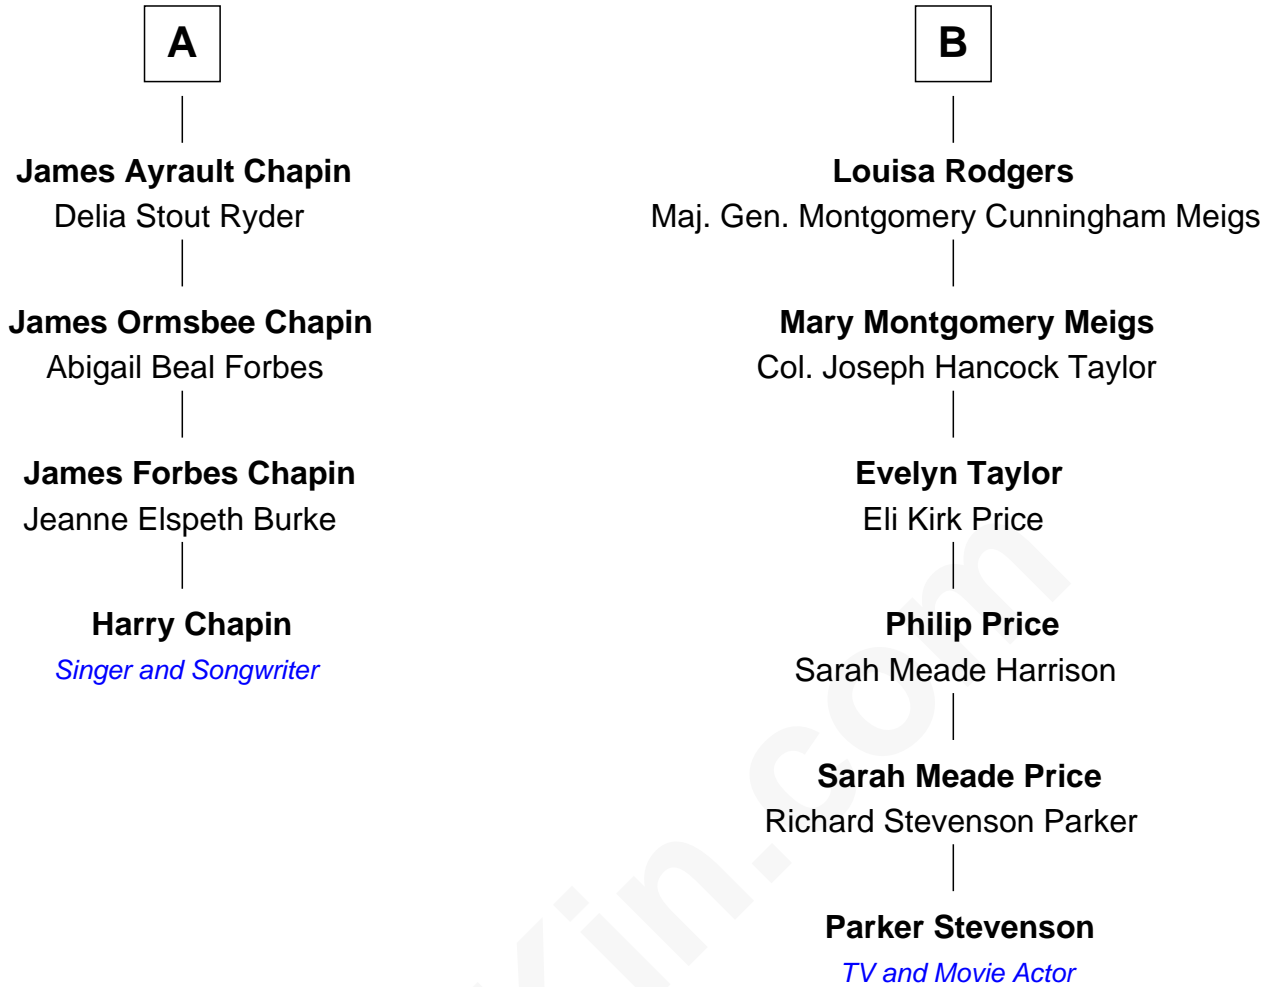 A
James Ayrault Chapin
Delia Stout Ryder
James Ormsbee Chapin
Abigail Beal Forbes
James Forbes Chapin
Jeanne Elspeth Burke
Harry Chapin
Singer and Songwriter
B
Louisa Rodgers
Maj. Gen. Montgomery Cunningham Meigs
Mary Montgomery Meigs
Col. Joseph Hancock Taylor
Evelyn Taylor
Eli Kirk Price
Philip Price
Sarah Meade Harrison
Sarah Meade Price
Richard Stevenson Parker
Parker Stevenson
TV and Movie Actor
Kin.com